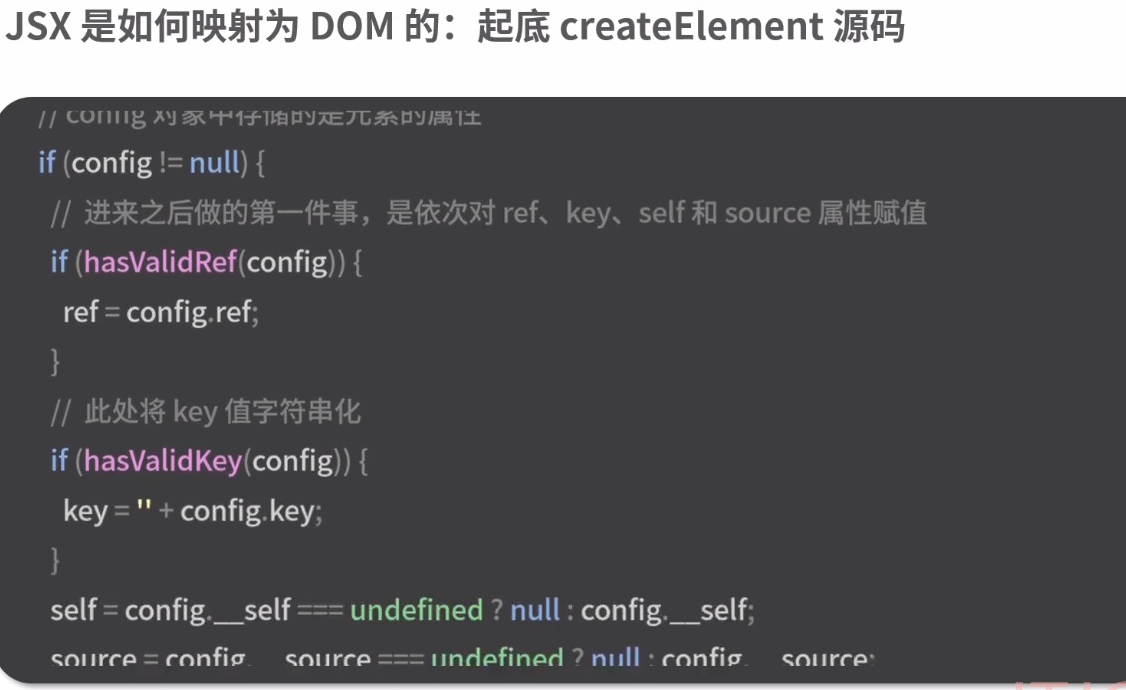 JSX 是如何映射为 DOM 的：起底 createElement 源码
// config 对象中存储的是元素的属性
if (config != null) {
// 进来之后做的第一件事，是依次对 ref、key、self 和 source 属性赋值
if (hasValidRef(config)) {
ref = config.ref;
}
// 此处将 key 值字符串化
if (hasValidKey(config)) {
key = '' + config.key;
}
self = config.__self === undefined ? null : config.__self;
source = config.__source === undefined ? null : config.__source;